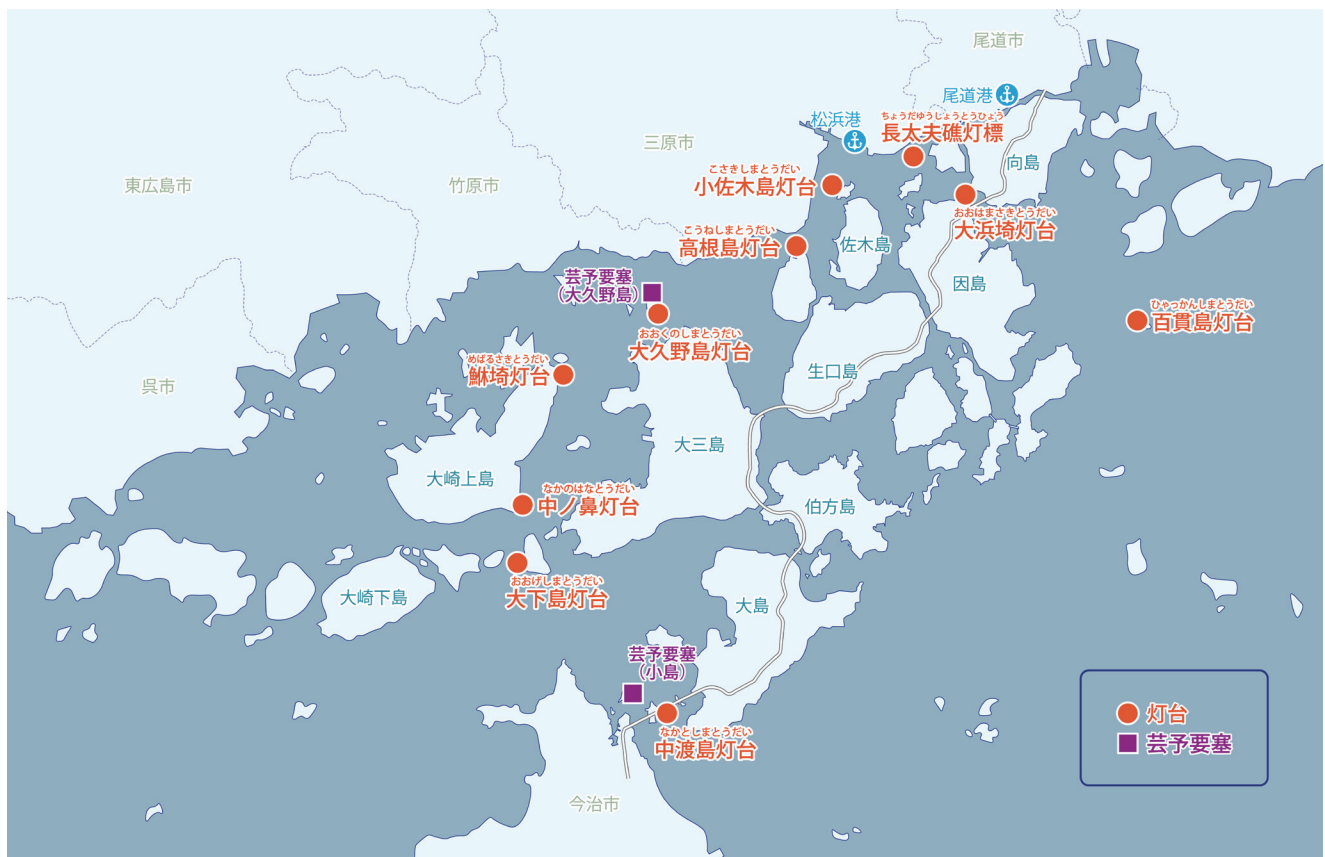 尾道市
尾道港
松浜港
ちょうだゆうしょうとうひょう
長太夫礁灯標
三原市
向島
こさきしまとうだい
小佐木島灯台
東広島市
竹原市
おおはまさきとうだい
大浜埼灯台
こうねしまとうだい
高根島灯台
佐木島
芸予要塞
(大久野島)
因島
ひゃっかんしまとうだい
百貫島灯台
おおくのしまとうだい
大久野島灯台
めばるさきとうだい
鮴埼灯台
生口島
呉市
大三島
大崎上島
なかのはなとうだい
中ノ鼻灯台
伯方島
おおげしまとうだい
大下島灯台
大崎下島
大島
芸予要塞
(小島)
なかとしまとうだい
中渡島灯台
今治市
灯台
芸予要塞